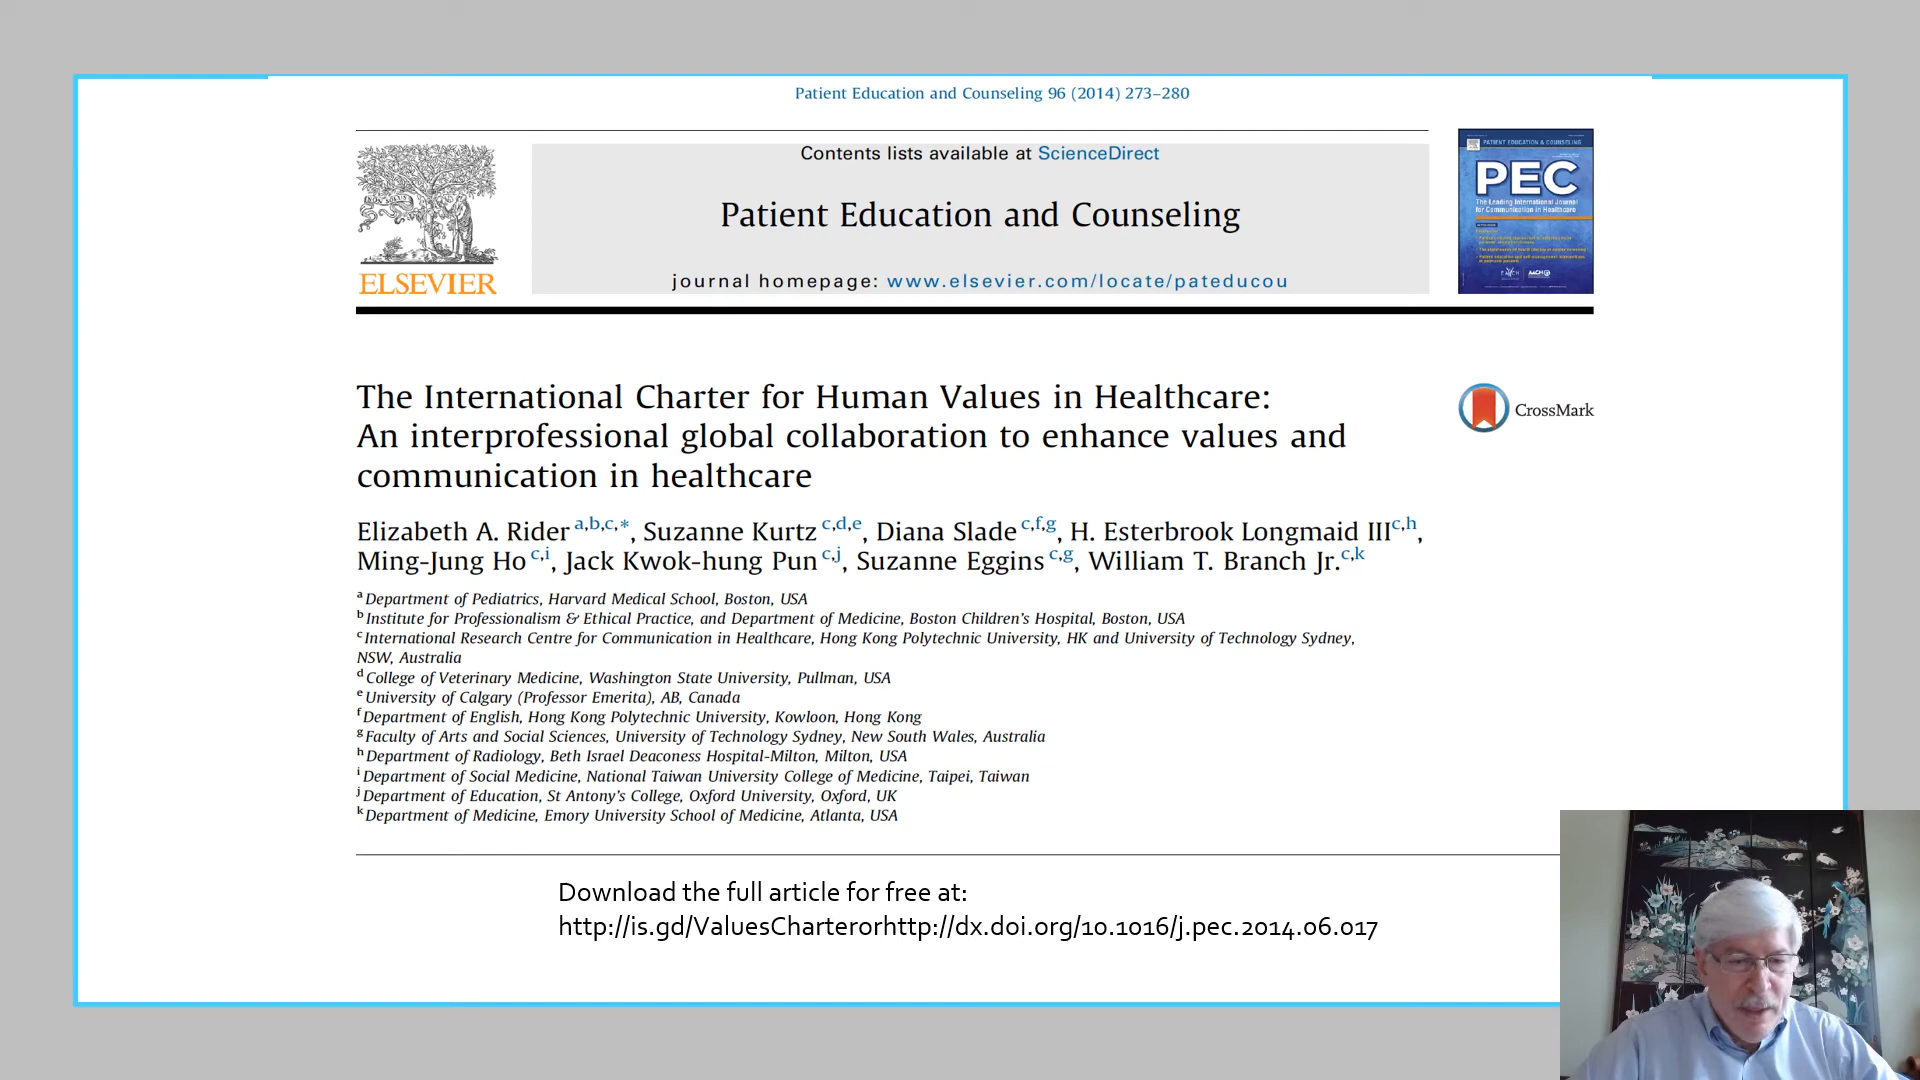 Patient Education and Counseling 96 (2014) 273–280
Contents lists available at ScienceDirect
Patient Education and Counseling
journal homepage: www.elsevier.com/locate/pateducou
ELSEVIER
PATIENT EDUCATION & COUNSELING
PEC
The Leading International Journal
for Communication in Healthcare
The International Charter for Human Values in Healthcare:
An interprofessional global collaboration to enhance values and
communication in healthcare
CrossMark
Elizabeth A. Rider a,b,c,*, Suzanne Kurtz c,d,e, Diana Slade c,f,g, H. Esterbrook Longmaid III c,h,
Ming-Jung Ho c,i, Jack Kwok-hung Pun c,j, Suzanne Eggins c,g, William T. Branch Jr. c,k
a Department of Pediatrics, Harvard Medical School, Boston, USA
b Institute for Professionalism & Ethical Practice, and Department of Medicine, Boston Children's Hospital, Boston, USA
c International Research Centre for Communication in Healthcare, Hong Kong Polytechnic University, HK and University of Technology Sydney,
NSW, Australia
d College of Veterinary Medicine, Washington State University, Pullman, USA
e University of Calgary (Professor Emerita), AB, Canada
f Department of English, Hong Kong Polytechnic University, Kowloon, Hong Kong
g Faculty of Arts and Social Sciences, University of Technology Sydney, New South Wales, Australia
h Department of Radiology, Beth Israel Deaconess Hospital-Milton, Milton, USA
i Department of Social Medicine, National Taiwan University College of Medicine, Taipei, Taiwan
j Department of Education, St Antony's College, Oxford University, Oxford, UK
k Department of Medicine, Emory University School of Medicine, Atlanta, USA
Download the full article for free at:
http://is.gd/ValuesCharterorhttp://dx.doi.org/10.1016/j.pec.2014.06.017